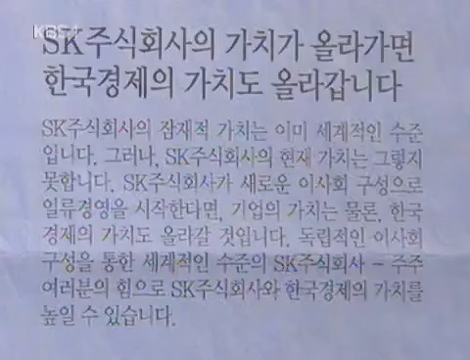 KBS
SK주식회사의 가치가 올라가면
한국경제의 가치도 올라갑니다
SK주식회사의 잠재적 가치는 이미 세계적인 수준
입니다. 그러나, SK주식회사의 현재 가치는 그렇지
못합니다. SK주식회사가 새로운 이사회 구성으로
일류경영을 시작한다면, 기업의 가치는 물론, 한국
경제의 가치도 올라갈 것입니다. 독립적인 이사회
구성을 통한 세계적인 수준의 SK주식회사 - 주주
여러분의 힘으로 SK주식회사와 한국경제의 가치를
높일 수 있습니다.